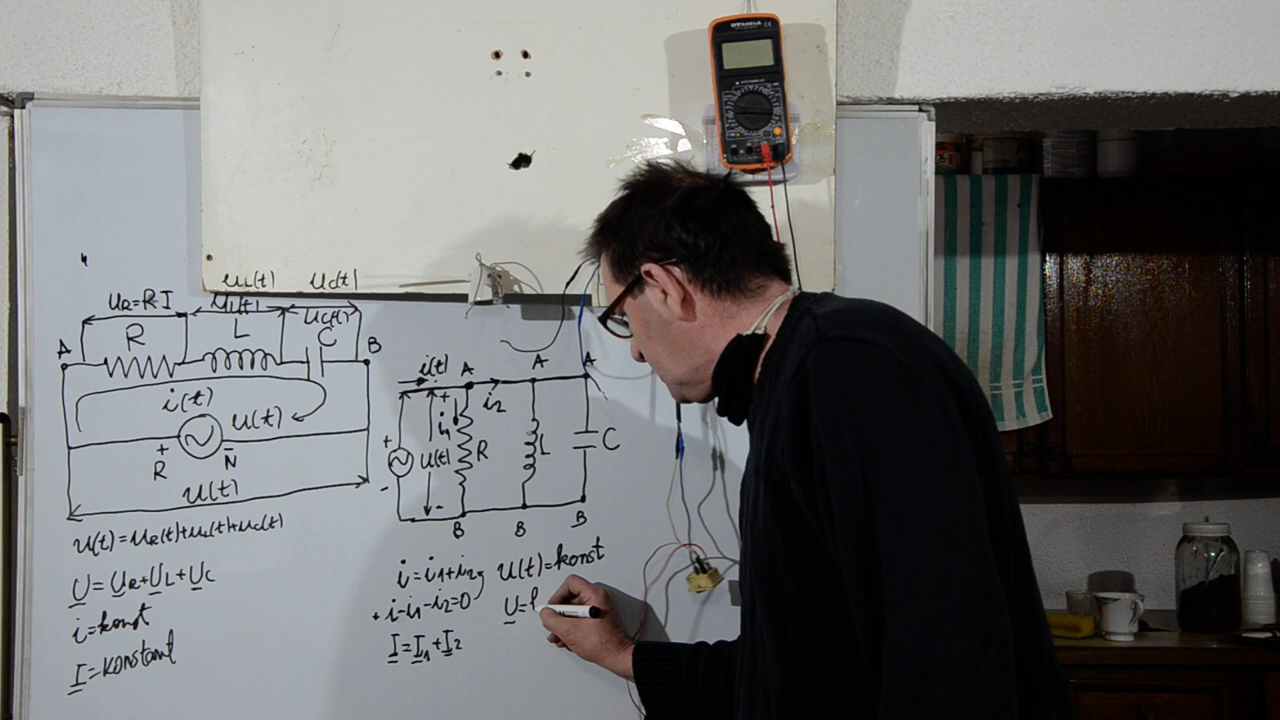 uL(t) uC(t)
uR=R·I uL(t) uC(t)
R L C
A B
i(t)
u(t)
+ -
R N
u(t)
u(t)=uR(t)+uL(t)+uC(t)
U=UR+UL+UC
i=konst
I=konstant
i(t) A A A
+ i2
i1
+ u(t) R L C
- -
B B B
i=i1+i2, u(t)=konst
+i-i1-i2=0 U=k
I=I1+I2